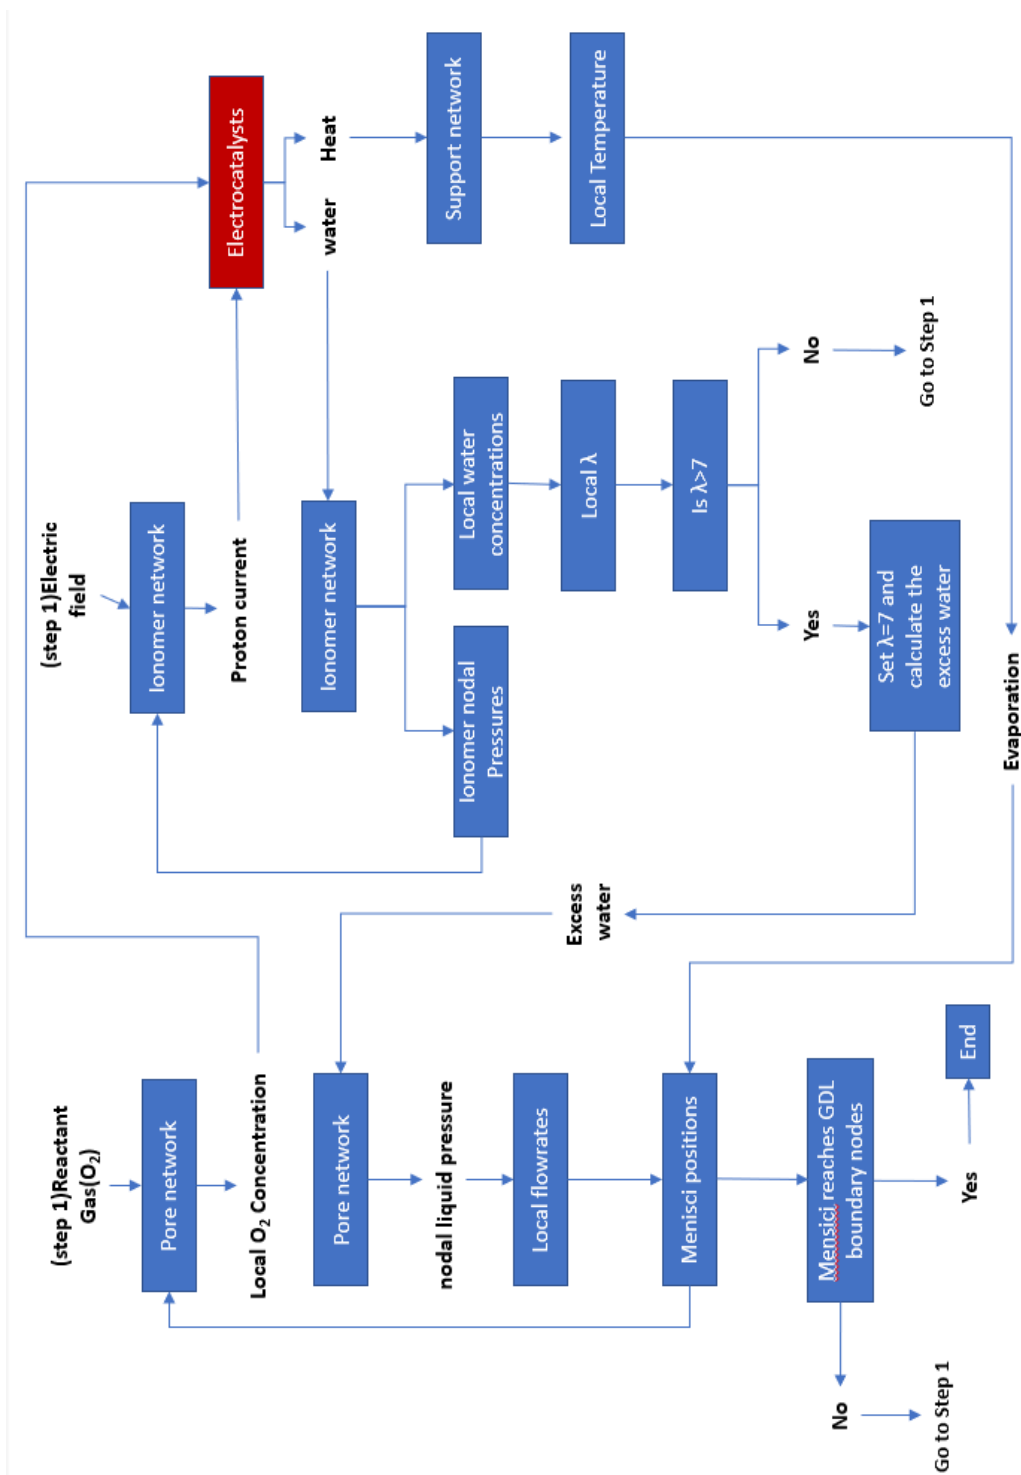 (step 1)Reactant
Gas(O₂)
Pore network
Local O₂ Concentration
Pore network
nodal liquid pressure
Local flowrates
Menisci positions
Mensici reaches GDL
boundary nodes
No
Go to Step 1
Yes
End
(step 1)Electric
field
Ionomer network
Proton current
Ionomer network
Ionomer nodal
Pressures
Local water
concentrations
Local λ
Is λ>7
Yes
No
Go to Step 1
Set λ=7 and
calculate the
excess water
Excess
water
Electrocatalysts
water
Heat
Support network
Local Temperature
Evaporation